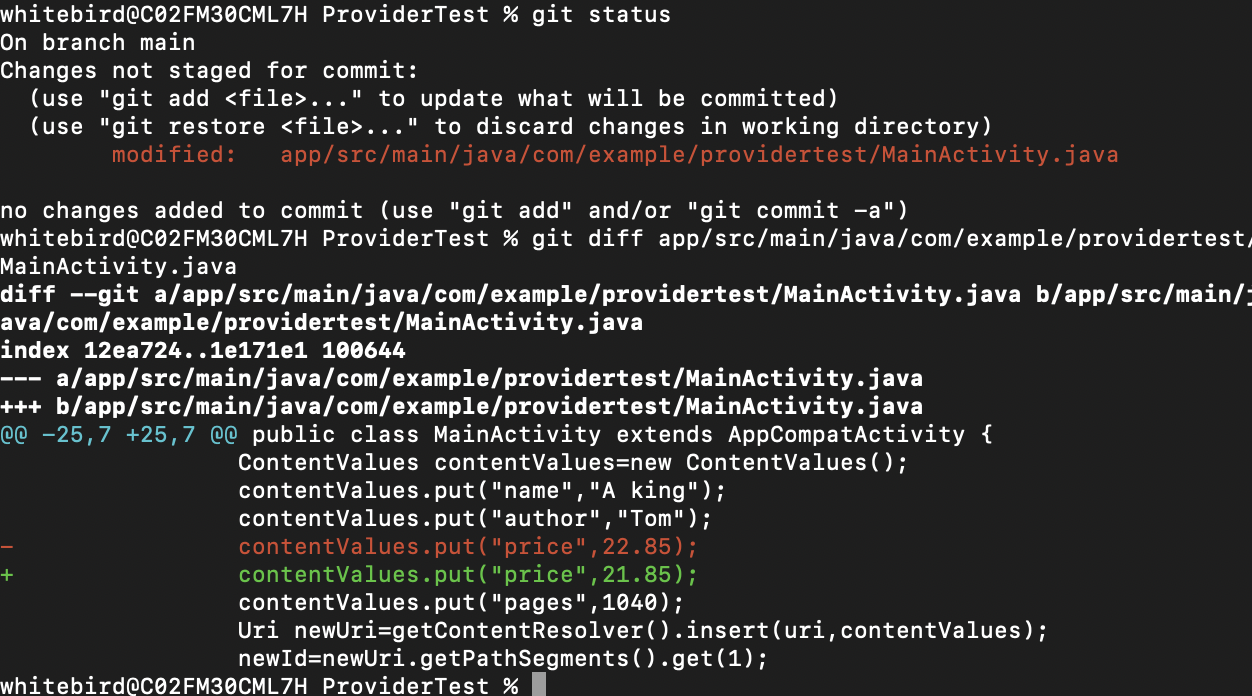 whitebird@C02FM30CML7H ProviderTest % git status
On branch main
Changes not staged for commit:
  (use "git add <file>..." to update what will be committed)
  (use "git restore <file>..." to discard changes in working directory)
        modified:   app/src/main/java/com/example/providertest/MainActivity.java

no changes added to commit (use "git add" and/or "git commit -a")
whitebird@C02FM30CML7H ProviderTest % git diff app/src/main/java/com/example/providertest/
MainActivity.java
diff --git a/app/src/main/java/com/example/providertest/MainActivity.java b/app/src/main/j
ava/com/example/providertest/MainActivity.java
index 12ea724..1e171e1 100644
--- a/app/src/main/java/com/example/providertest/MainActivity.java
+++ b/app/src/main/java/com/example/providertest/MainActivity.java
@@ -25,7 +25,7 @@ public class MainActivity extends AppCompatActivity {
                 ContentValues contentValues=new ContentValues();
                 contentValues.put("name","A king");
                 contentValues.put("author","Tom");
-                contentValues.put("price",22.85);
+                contentValues.put("price",21.85);
                 contentValues.put("pages",1040);
                 Uri newUri=getContentResolver().insert(uri,contentValues);
                 newId=newUri.getPathSegments().get(1);
whitebird@C02FM30CML7H ProviderTest %